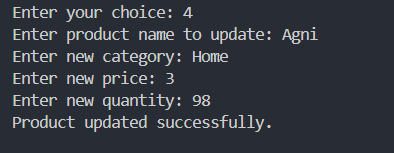 Enter your choice: 4
Enter product name to update: Agni
Enter new category: Home
Enter new price: 3
Enter new quantity: 98
Product updated successfully.